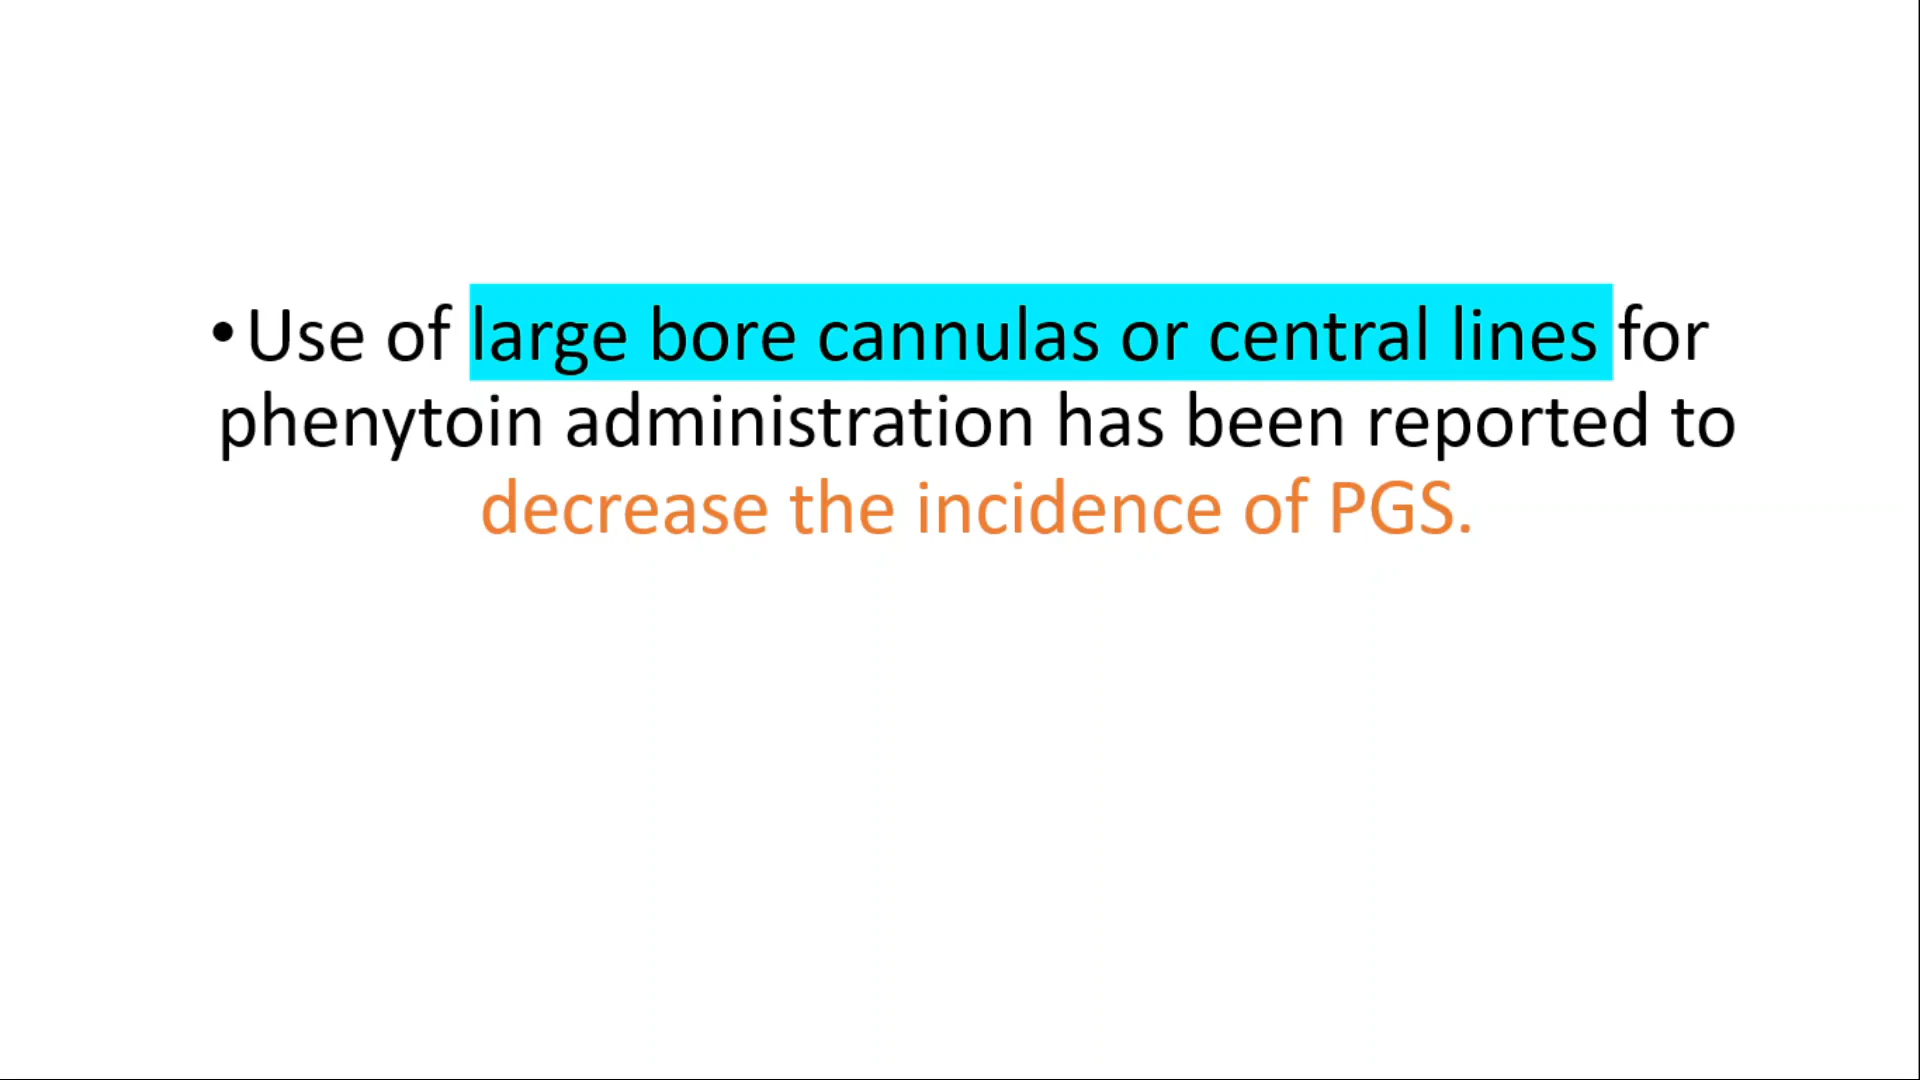 •Use of large bore cannulas or central lines for
phenytoin administration has been reported to
decrease the incidence of PGS.